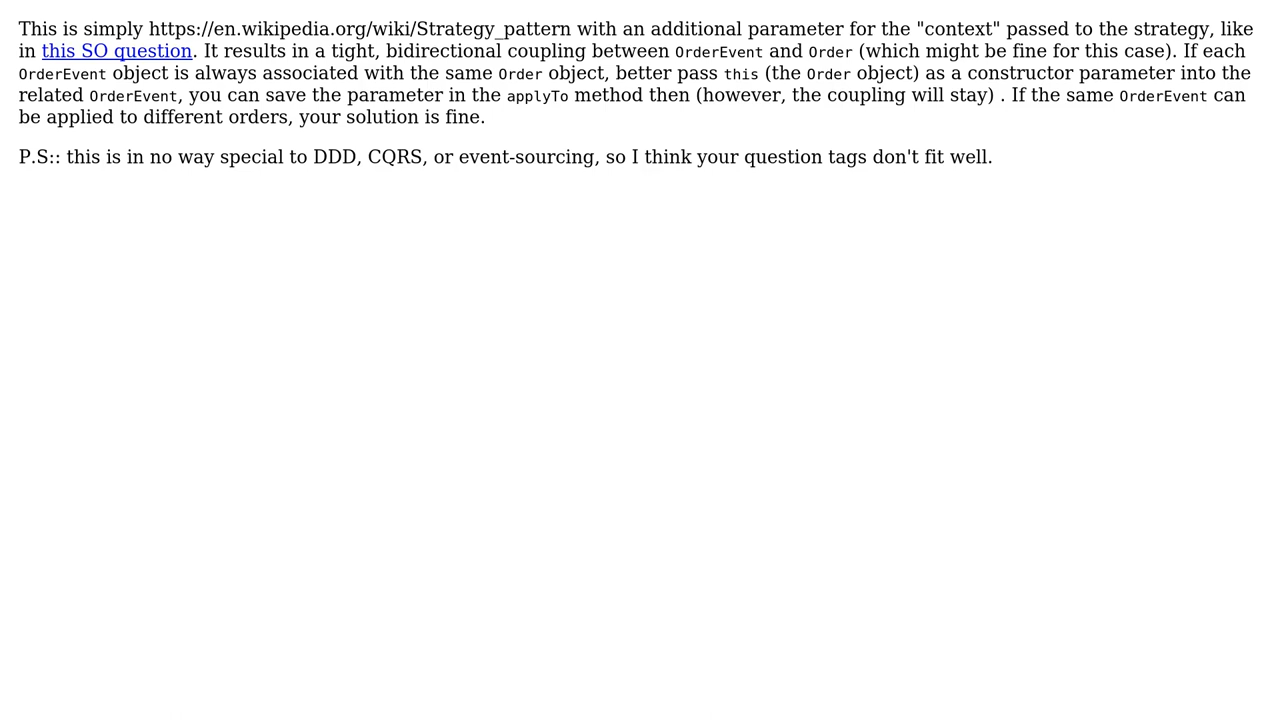 This is simply https://en.wikipedia.org/wiki/Strategy_pattern with an additional parameter for the "context" passed to the strategy, like
in this SO question. It results in a tight, bidirectional coupling between OrderEvent and Order (which might be fine for this case). If each
OrderEvent object is always associated with the same Order object, better pass this (the Order object) as a constructor parameter into the
related OrderEvent, you can save the parameter in the applyTo method then (however, the coupling will stay) . If the same OrderEvent can
be applied to different orders, your solution is fine.
P.S:: this is in no way special to DDD, CQRS, or event-sourcing, so I think your question tags don't fit well.